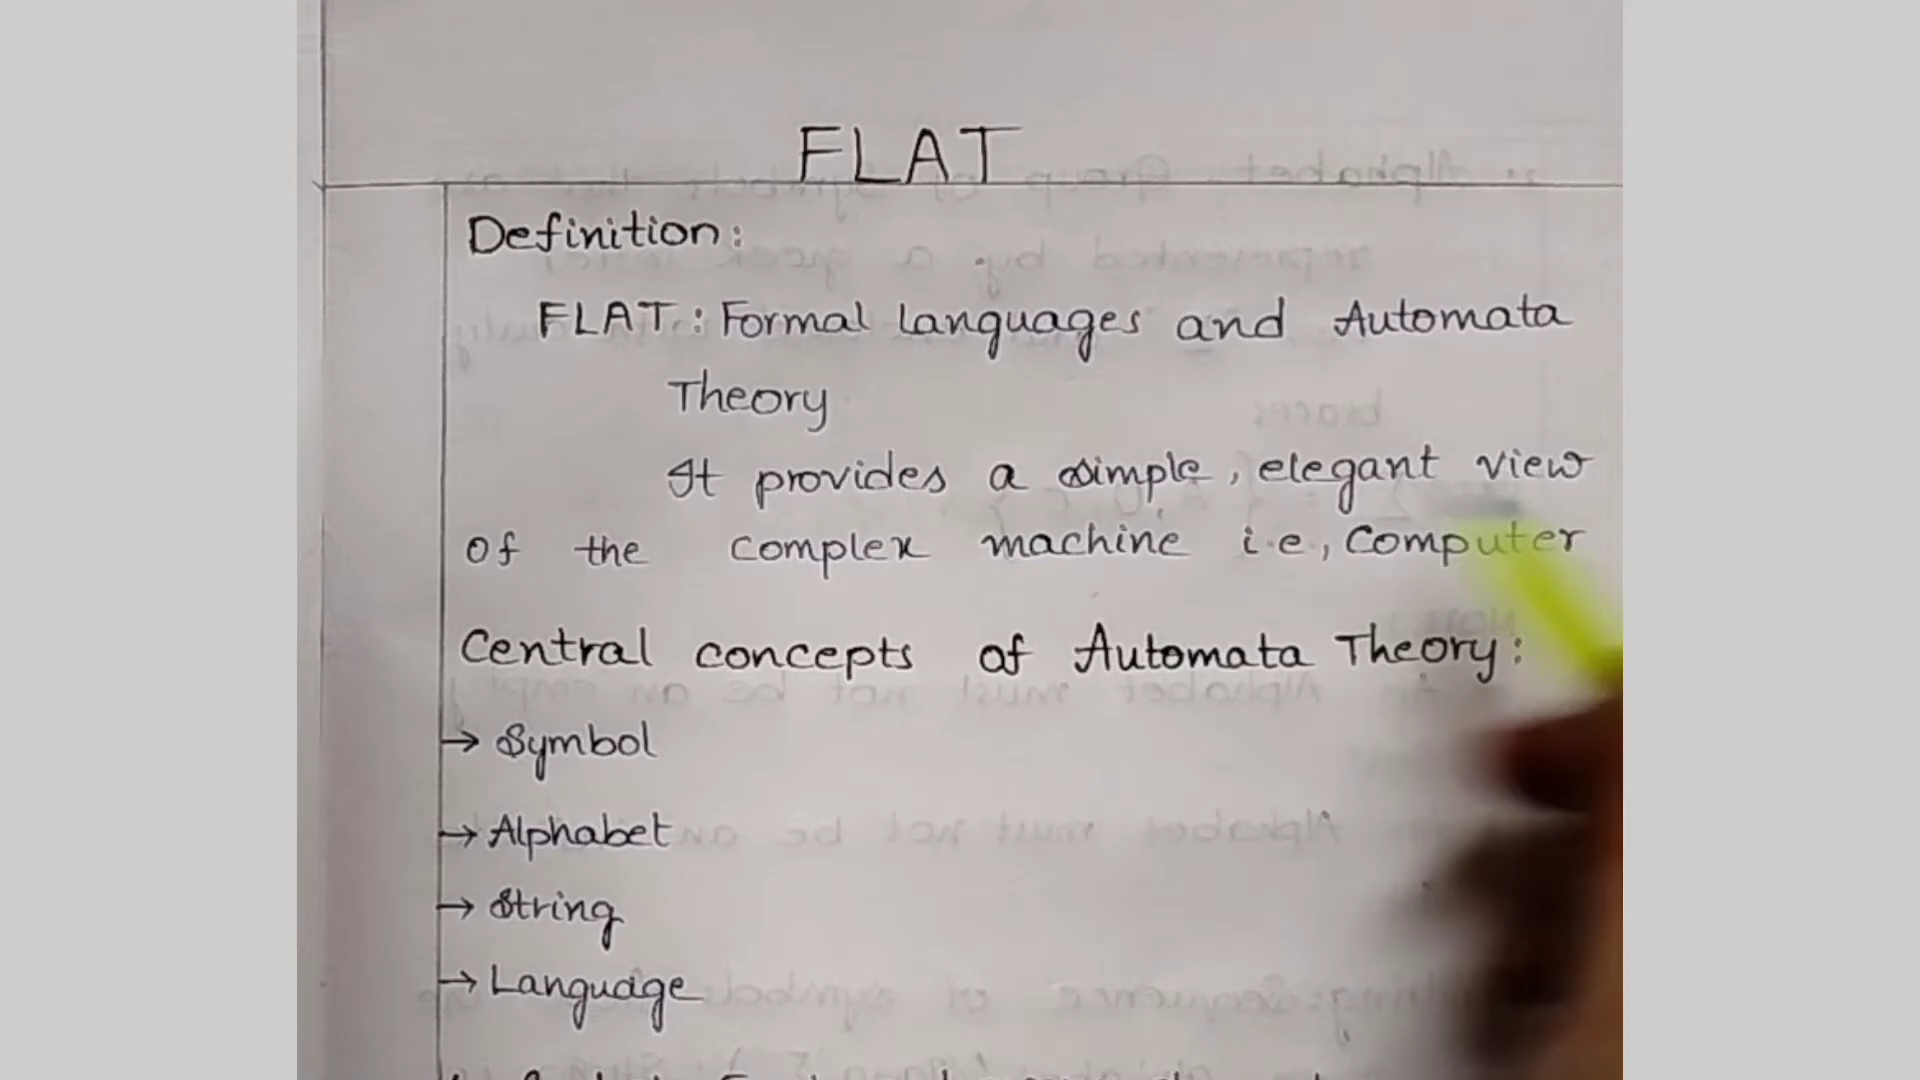 FLAT
Definition:
FLAT: Formal Languages and Automata
Theory
It provides a simple, elegant view
of the complex machine i.e, Computer
Central concepts of Automata Theory:
→ Symbol
→ Alphabet
→ String
→ Language